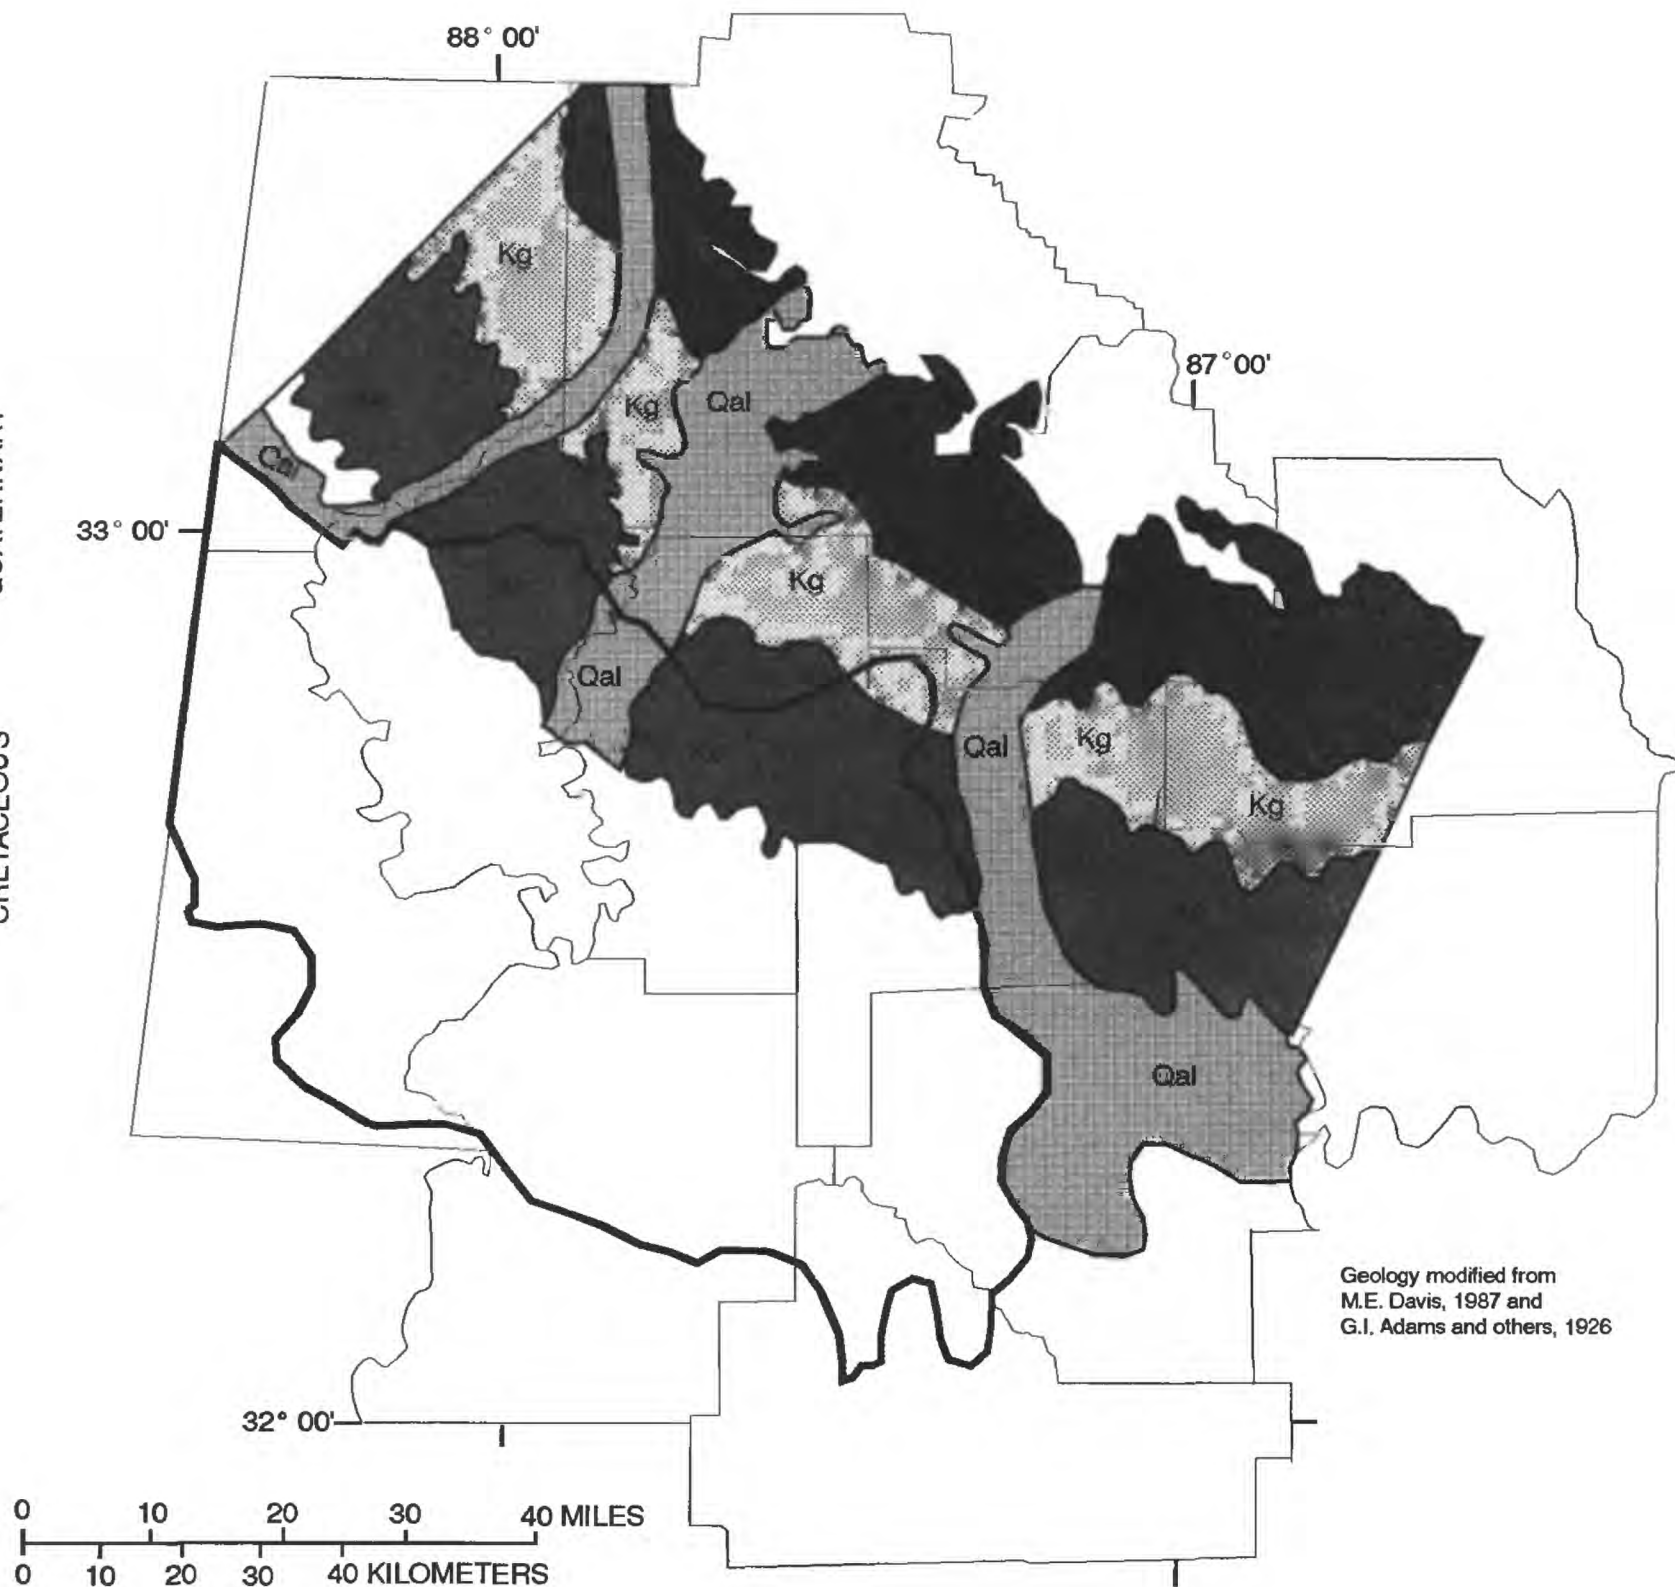 88° 00'
Kg
87°00'
Kg
Qal
Qal
33° 00'
Kg
Qal
Qal
Kg
Kg
CRETACEOUS
Qal
Geology modified from
M.E. Davis, 1987 and
G.I. Adams and others, 1926
32° 00'
0 10 20 30 40 MILES
0 10 20 30 40 KILOMETERS